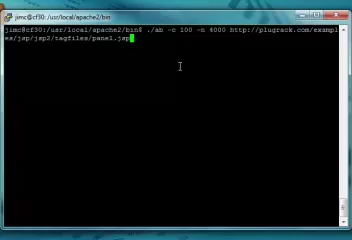 jimc@cf30: /usr/local/apache2/bin
jimc@cf30:/usr/local/apache2/bin$ ./ab -c 100 -n 4000 http://plugrack.com/exampl
es/jsp/jsp2/tagfiles/panel.jsp